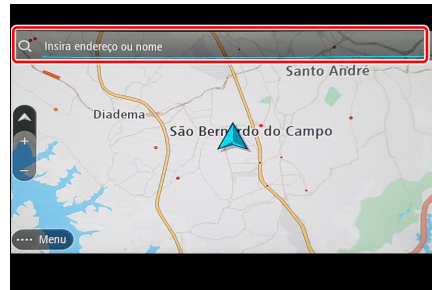 Insira endereço ou nome
Santo André
Diadema
São Bernardo do Campo
Menu